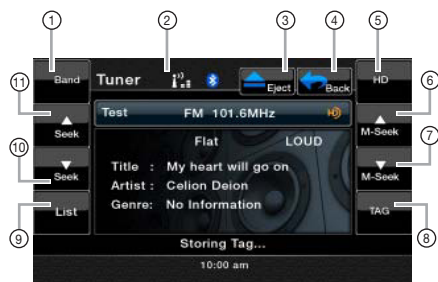 ① ② ③ ④ ⑤
Band Tuner Eject Back HD
⑪ ⑥
Test FM 101.6MHz HD
Seek M-Seek
Flat LOUD
⑦
Title : My heart will go on
⑩ Seek Artist : Celion Deion M-Seek
Genre: No Information
⑨ List TAG ⑧
Storing Tag...
10:00 am